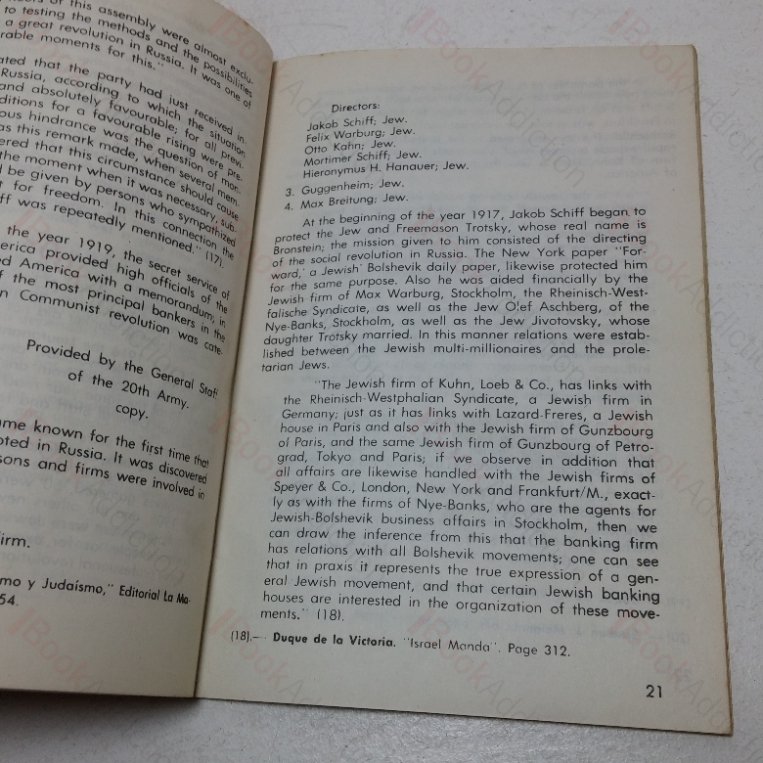 of this assembly were almost exclu-
to testing the methods and the possibilities
a great revolution in Russia. It was one of
rable moments for this."
ated that the party had just received in
Russia, according to which the situation
and absolutely favourable; for all previ-
ditions for a favourable rising were pre-
ous hindrance was the question of mon-
as this remark made, when several mem-
ered that this circumstance should cause
the moment when it was necessary, sub-
be given by persons who sympathized
t for freedom. In this connection the
ff was repeatedly mentioned." (17).
the year 1919, the secret service of
erica provided high officials of the
ed America with a memorandum, in
f the most principal bankers in the
n Communist revolution was cate-
Provided by the General Staff
of the 20th Army.
copy.
ame known for the first time that
oted in Russia. It was discovered
sons and firms were involved in
irm.
mo y Judaísmo," Editorial La Ma-
54.
Directors:
Jakob Schiff; Jew.
Felix Warburg; Jew.
Otto Kahn; Jew.
Mortimer Schiff; Jew.
Hieronymus H. Hanauer; Jew.
3. Guggenheim; Jew.
4. Max Breitung; Jew.
At the beginning of the year 1917, Jakob Schiff began to
protect the Jew and Freemason Trotsky, whose real name is
Bronstein; the mission given to him consisted of the directing
of the social revolution in Russia. The New York paper "For-
ward,' a Jewish' Bolshevik daily paper, likewise protected him
for the same purpose. Also he was aided financially by the
Jewish firm of Max Warburg, Stockholm, the Rheinisch-West-
falische Syndicate, as well as the Jew O!ef Aschberg, of the
Nye-Banks, Stockholm, as well as the Jew Jivotovsky, whose
daughter Trotsky married. In this manner relations were estab-
lished between the Jewish multi-millionaires and the prole-
tarian Jews.
"The Jewish firm of Kuhn, Loeb & Co., has links with
the Rheinisch-Westphalian Syndicate, a Jewish firm in
Germany; just as it has links with Lazard-Freres, a Jewish
house in Paris and also with the Jewish firm of Gunzbourg
of Paris, and the same Jewish firm of Gunzbourg of Petro-
grad, Tokyo and Paris; if we observe in addition that
all affairs are likewise handled with the Jewish firms of
Speyer & Co., London, New York and Frankfurt/M., exact-
ly as with the firms of Nye-Banks, who are the agents for
Jewish-Bolshevik business affairs in Stockholm, then we
can draw the inference from this that the banking firm
has relations with all Bolshevik movements; one can see
that in praxis it represents the true expression of a gen-
eral Jewish movement, and that certain Jewish banking
houses are interested in the organization of these move-
ments." (18).
(18).— Duque de la Victoria. "Israel Manda". Page 312.
21
BookAddiction